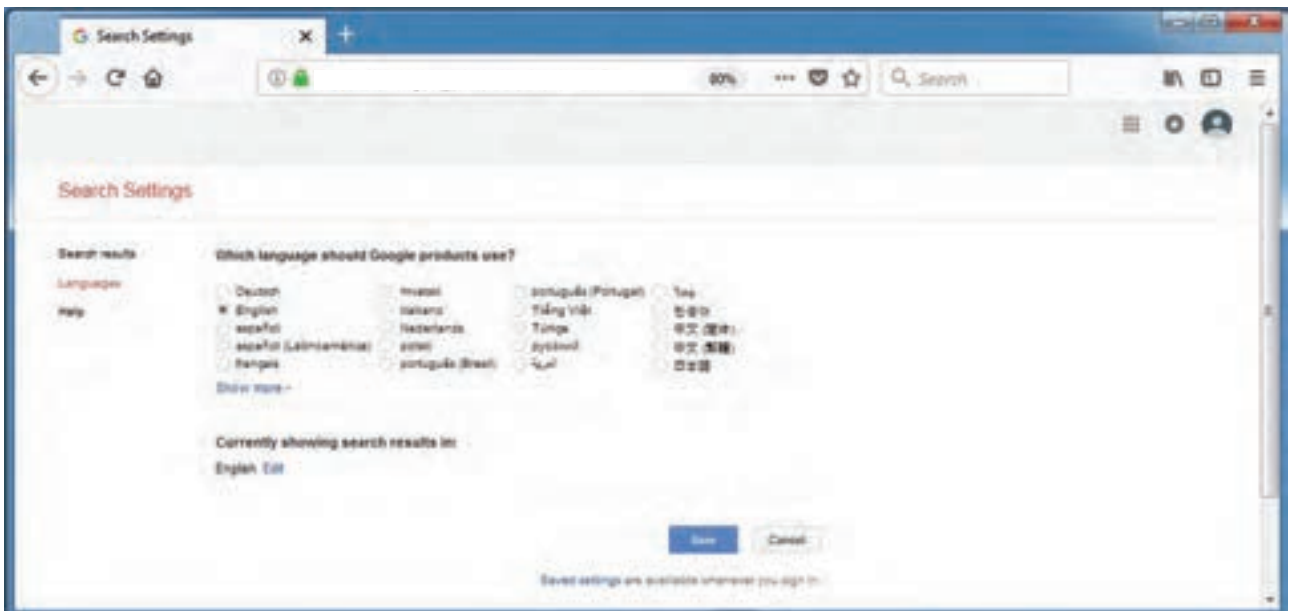 Search Settings
80%
Search
Search Settings
Search results
Languages
Help
Which language should Google products use?
Deutsch
English
español
español (Latinoamérica)
français
hrvatski
italiano
Nederlands
polski
português (Brasil)
português (Portugal)
Tiếng Việt
Türkçe
русский
العربية
ไทย
한국어
中文 (简体)
中文 (繁體)
日本語
Show more
Currently showing search results in:
English Edit
Save Cancel
Saved settings are available whenever you sign in.